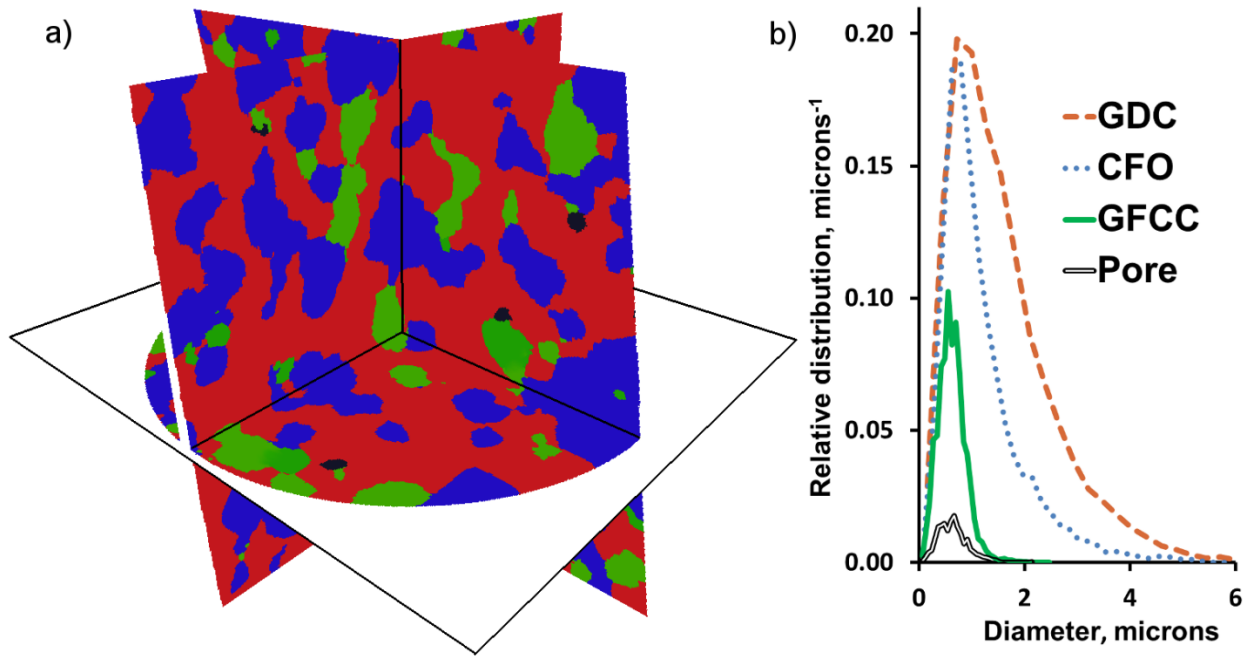 a)
b)
0.20
0.15
0.10
0.05
0.00
Relative distribution, microns⁻¹
GDC
CFO
GFCC
Pore
0 2 4 6
Diameter, microns